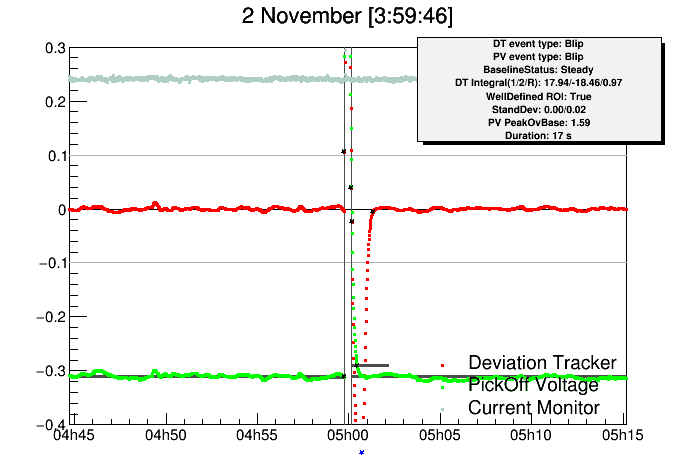 2 November [3:59:46]
DT event type: Blip
PV event type: Blip
BaselineStatus: Steady
DT Integral(1/2/R): 17.94/-18.46/0.97
WellDefined ROI: True
StandDev: 0.00/0.02
PV PeakOvBase: 1.59
Duration: 17 s
0.3
0.2
0.1
0
−0.1
−0.2
−0.3
−0.4
Deviation Tracker
PickOff Voltage
Current Monitor
04h45 04h50 04h55 05h00 05h05 05h10 05h15